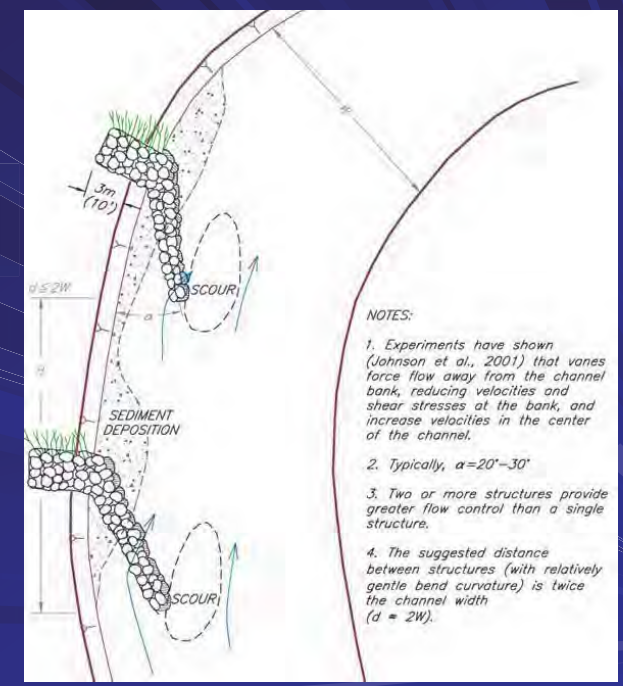 W
3m
(10')
SCOUR
d ≤ 2W
a
d
SEDIMENT
DEPOSITION
SCOUR
NOTES:
1. Experiments have shown
(Johnson et al., 2001) that vanes
force flow away from the channel
bank, reducing velocities and
shear stresses at the bank, and
increase velocities in the center
of the channel.
2. Typically, α=20°-30°
3. Two or more structures provide
greater flow control than a single
structure.
4. The suggested distance
between structures (with relatively
gentle bend curvature) is twice
the channel width
(d = 2W).